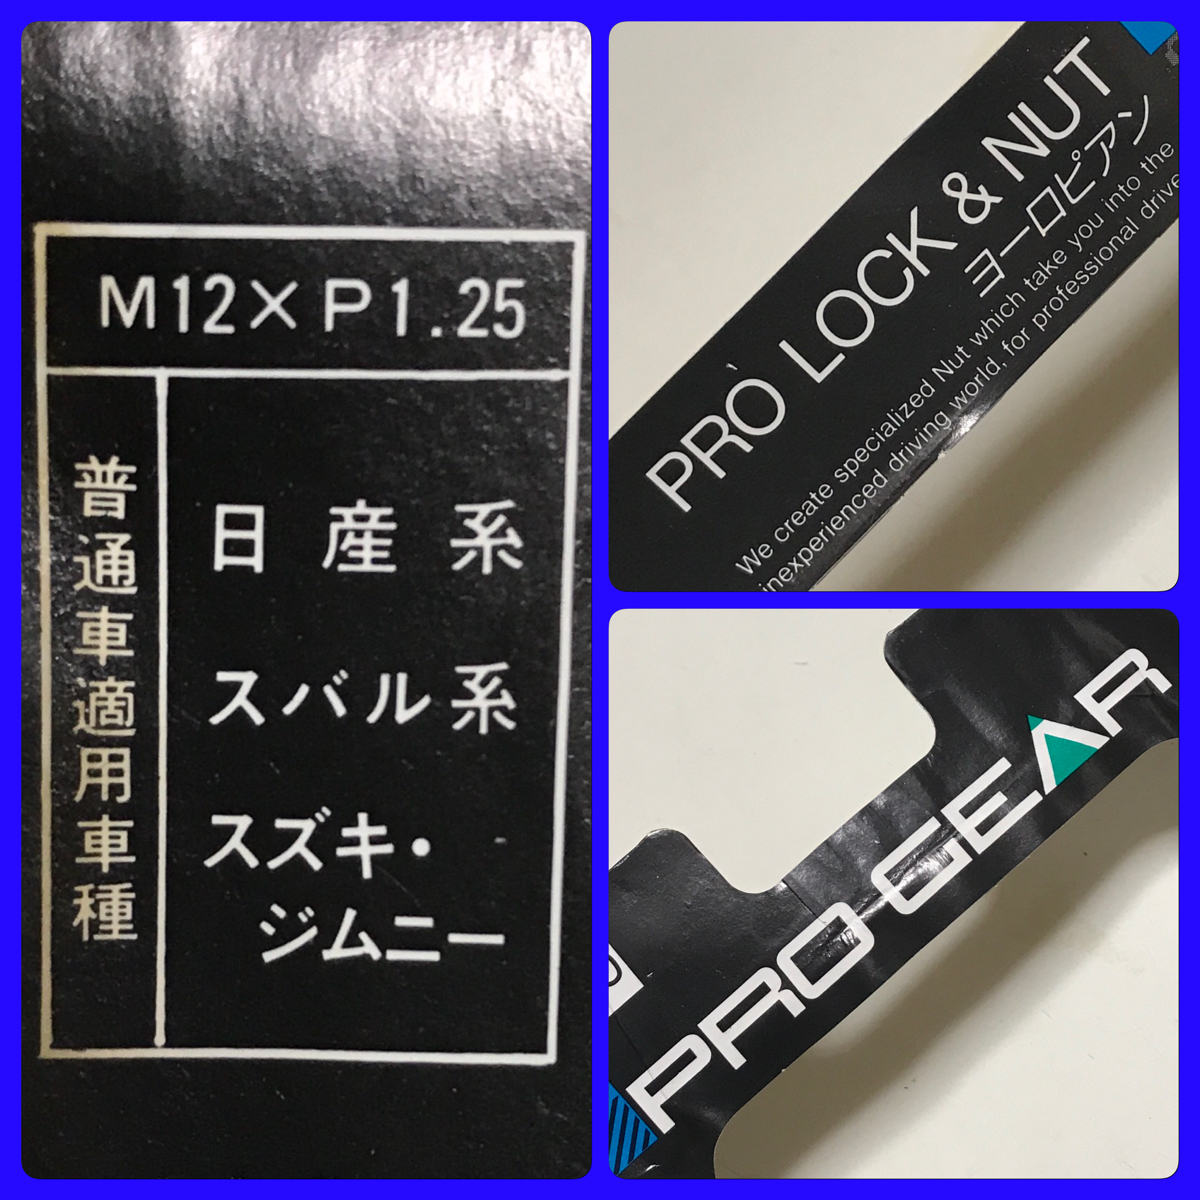 M12×P1.25
普通車適用車種
日産系
スバル系
スズキ・
ジムニー
PRO LOCK & NUT
ヨーロピアン
We create specialized Nut which take you into the
inexperienced driving world, for professional drive
PRO-GEAR